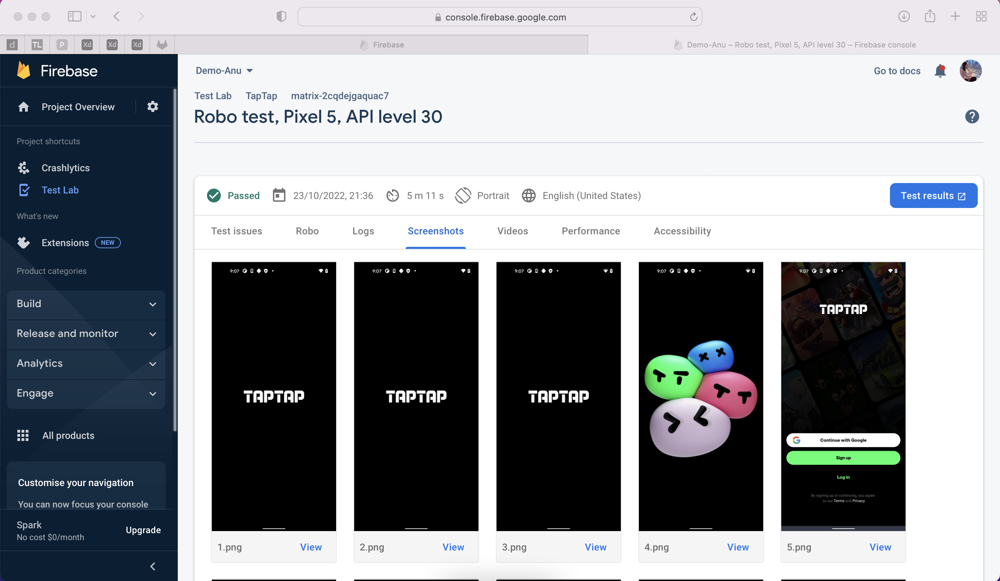 console.firebase.google.com
d
TL
P
Xd
Xd
Xd
Firebase
Demo-Anu – Robo test, Pixel 5, API level 30 – Firebase console
Firebase
Project Overview
Project shortcuts
Crashlytics
Test Lab
What's new
Extensions NEW
Product categories
Build
Release and monitor
Analytics
Engage
All products
Customise your navigation
You can now focus your console
Spark
No cost $0/month
Upgrade
Demo-Anu
Go to docs
Test Lab TapTap matrix-2cqdejgaquac7
Robo test, Pixel 5, API level 30
?
Passed 23/10/2022, 21:36 5 m 11 s Portrait English (United States)
Test results
Test issues Robo Logs Screenshots Videos Performance Accessibility
9:07
TAPTAP
1.png View
9:07
TAPTAP
2.png View
9:07
TAPTAP
3.png View
9:07
4.png View
9:07
TAPTAP
Continue with Google
Sign up
Log in
By signing up or continuing, you agree
to our Terms and Privacy
5.png View